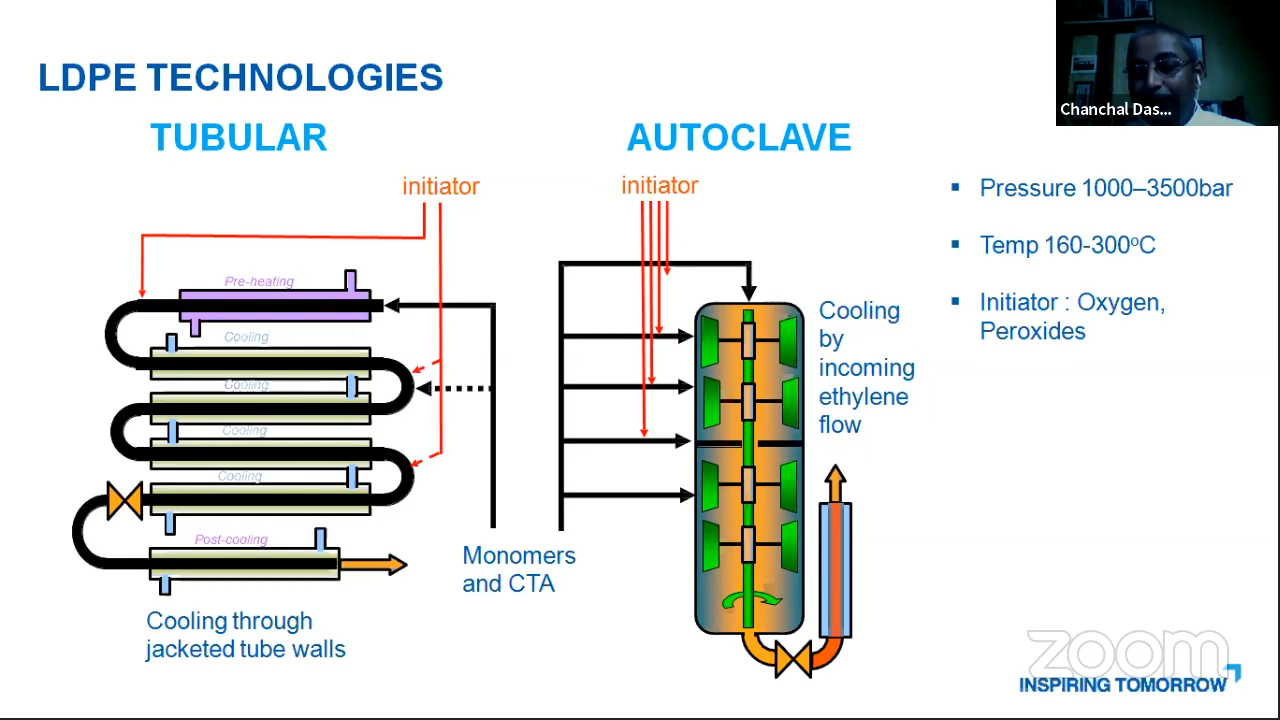 LDPE TECHNOLOGIES
Chanchal Das...
TUBULAR
AUTOCLAVE
initiator
initiator
Pre-heating
Cooling
Cooling
Cooling
Cooling
Post-cooling
Cooling through
jacketed tube walls
Monomers
and CTA
Cooling
by
incoming
ethylene
flow
▪ Pressure 1000–3500bar
▪ Temp 160-300ºC
▪ Initiator : Oxygen,
Peroxides
zoom
INSPIRING TOMORROW